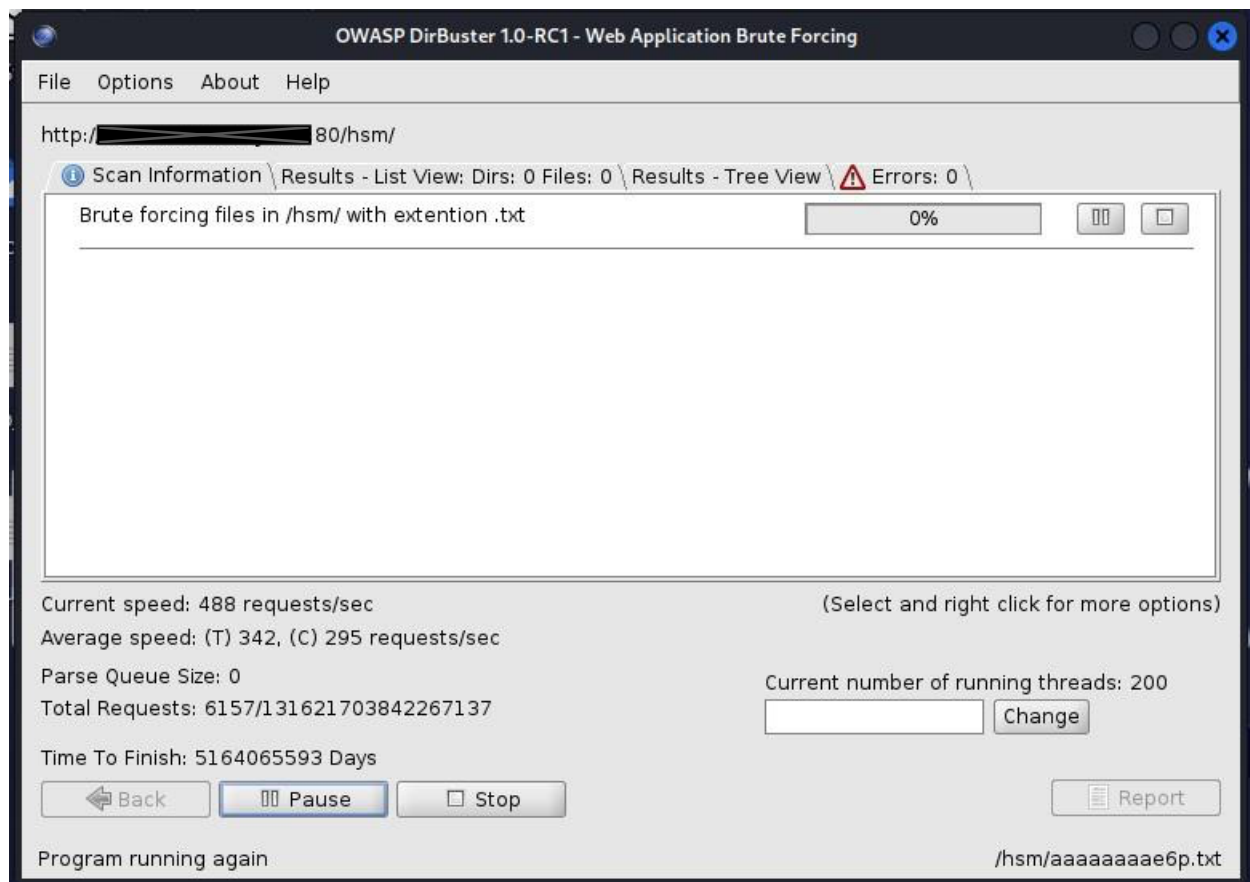 OWASP DirBuster 1.0-RC1 - Web Application Brute Forcing
File Options About Help
http:/ 80/hsm/
Scan Information Results - List View: Dirs: 0 Files: 0 Results - Tree View Errors: 0
Brute forcing files in /hsm/ with extention .txt 0%
Current speed: 488 requests/sec (Select and right click for more options)
Average speed: (T) 342, (C) 295 requests/sec
Parse Queue Size: 0 Current number of running threads: 200
Total Requests: 6157/131621703842267137 Change
Time To Finish: 5164065593 Days
Back Pause Stop Report
Program running again /hsm/aaaaaaaae6p.txt